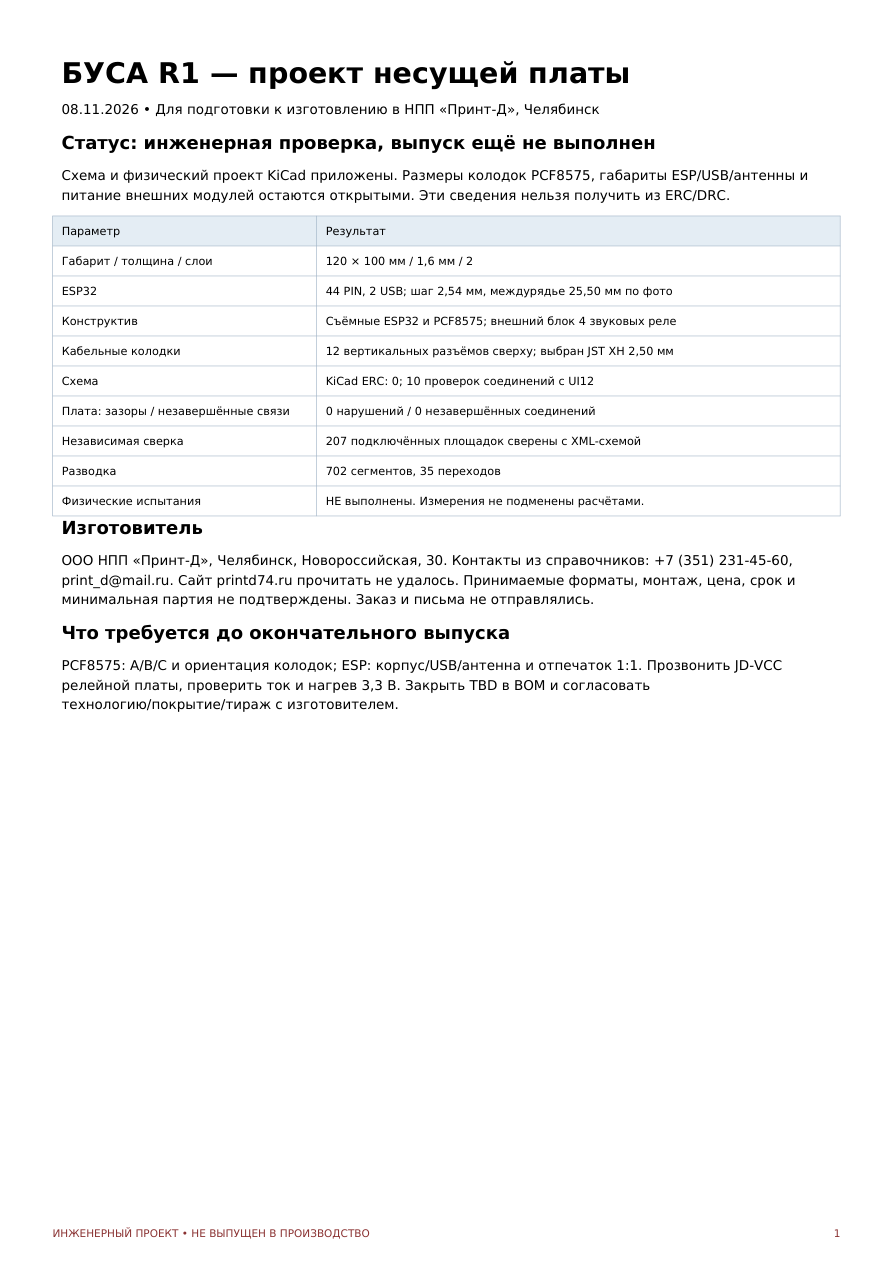 БУСА R1 — проект несущей платы
08.11.2026 • Для подготовки к изготовлению в НПП «Принт-Д», Челябинск
Статус: инженерная проверка, выпуск ещё не выполнен
Схема и физический проект KiCad приложены. Размеры колодок PCF8575, габариты ESP/USB/антенны и
питание внешних модулей остаются открытыми. Эти сведения нельзя получить из ERC/DRC.
Параметр Результат
Габарит / толщина / слои 120 × 100 мм / 1,6 мм / 2
ESP32 44 PIN, 2 USB; шаг 2,54 мм, междурядье 25,50 мм по фото
Конструктив Съёмные ESP32 и PCF8575; внешний блок 4 звуковых реле
Кабельные колодки 12 вертикальных разъёмов сверху; выбран JST XH 2,50 мм
Схема KiCad ERC: 0; 10 проверок соединений с UI12
Плата: зазоры / незавершённые связи 0 нарушений / 0 незавершённых соединений
Независимая сверка 207 подключённых площадок сверены с XML-схемой
Разводка 702 сегментов, 35 переходов
Физические испытания НЕ выполнены. Измерения не подменены расчётами.
Изготовитель
ООО НПП «Принт-Д», Челябинск, Новороссийская, 30. Контакты из справочников: +7 (351) 231-45-60,
print_d@mail.ru. Сайт printd74.ru прочитать не удалось. Принимаемые форматы, монтаж, цена, срок и
минимальная партия не подтверждены. Заказ и письма не отправлялись.
Что требуется до окончательного выпуска
PCF8575: A/B/C и ориентация колодок; ESP: корпус/USB/антенна и отпечаток 1:1. Прозвонить JD-VCC
релейной платы, проверить ток и нагрев 3,3 В. Закрыть TBD в BOM и согласовать
технологию/покрытие/тираж с изготовителем.
ИНЖЕНЕРНЫЙ ПРОЕКТ • НЕ ВЫПУЩЕН В ПРОИЗВОДСТВО 1